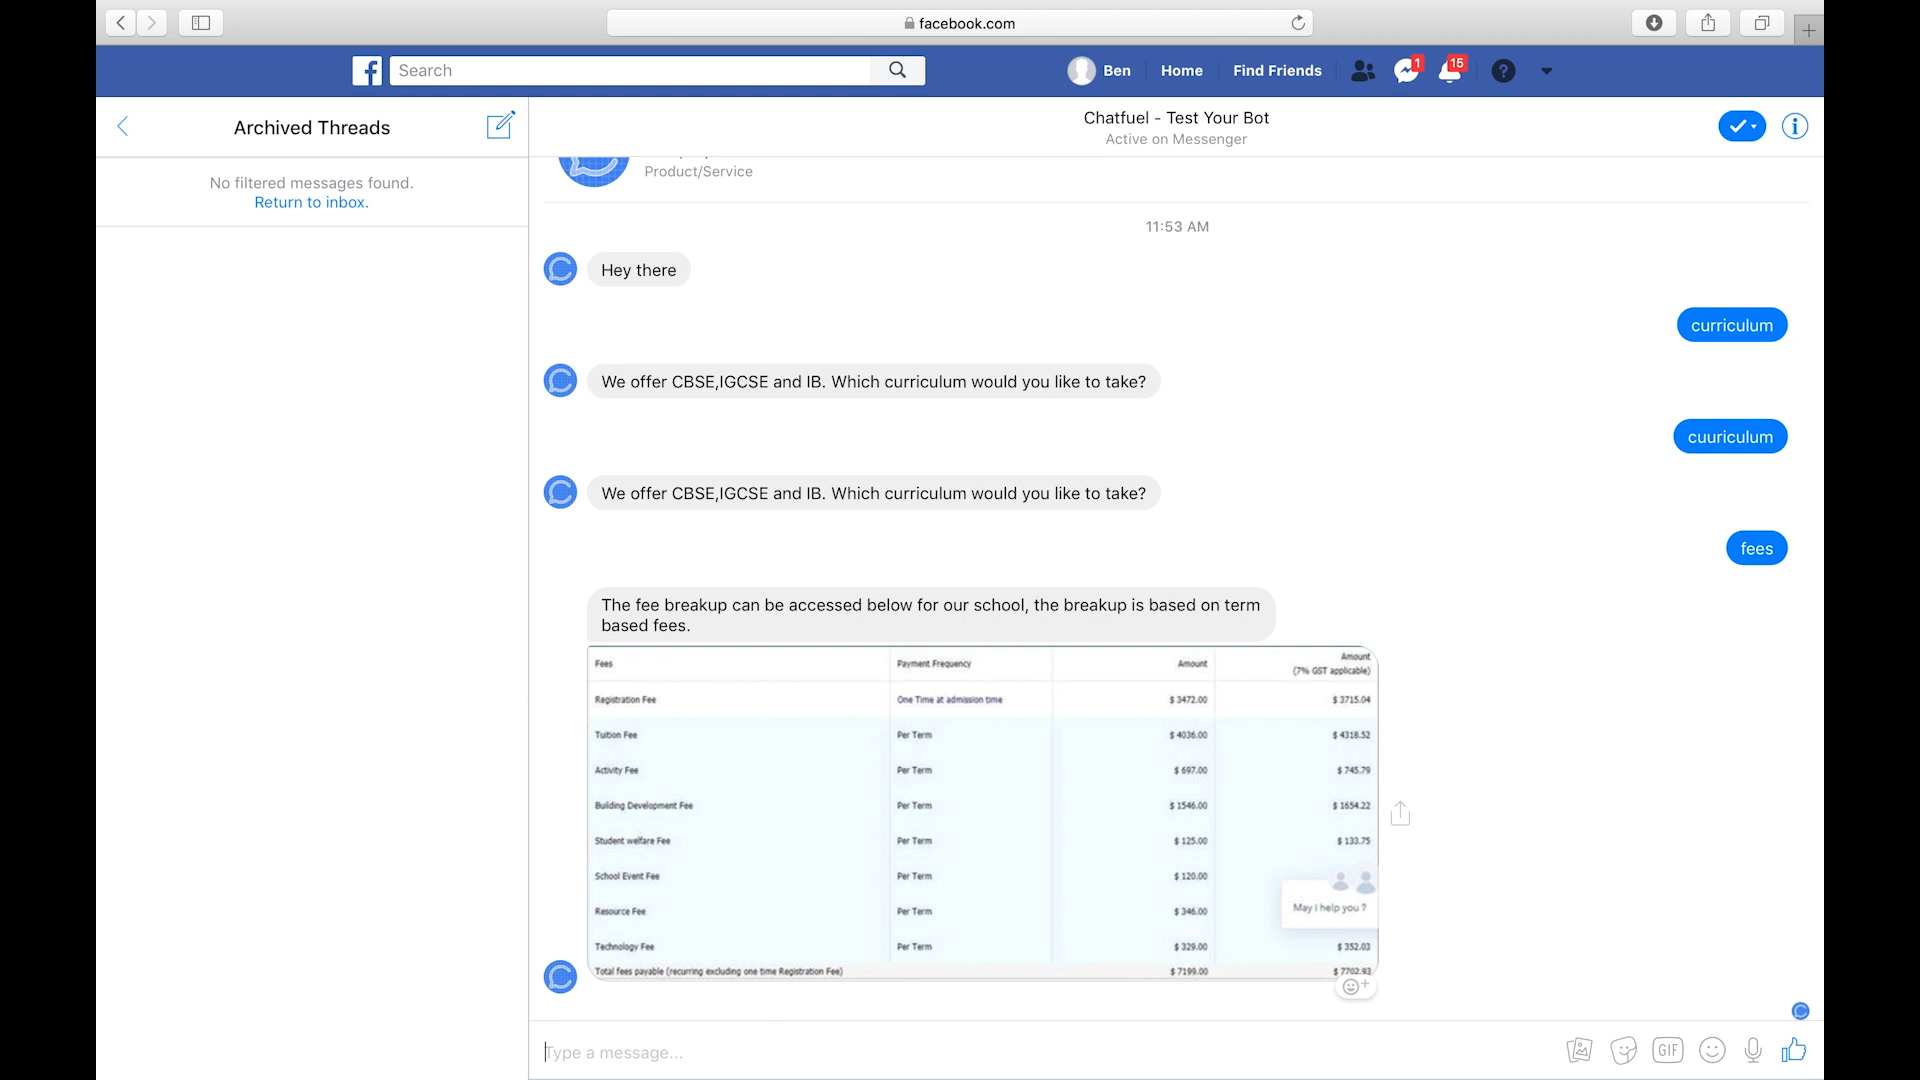 facebook.com
Search
Ben
Home
Find Friends
1
15
Archived Threads
No filtered messages found.
Return to inbox.
Chatfuel - Test Your Bot
Active on Messenger
Product/Service
11:53 AM
Hey there
curriculum
We offer CBSE,IGCSE and IB. Which curriculum would you like to take?
cuuriculum
We offer CBSE,IGCSE and IB. Which curriculum would you like to take?
fees
The fee breakup can be accessed below for our school, the breakup is based on term
based fees.
Fees Payment Frequency Amount Amount
(7% GST applicable)
Registration Fee One Time at admission time $ 3472.00 $ 3715.04
Tuition Fee Per Term $ 4036.00 $ 4318.52
Activity Fee Per Term $ 697.00 $ 745.79
Building Development Fee Per Term $ 1546.00 $ 1654.22
Student welfare Fee Per Term $ 125.00 $ 133.75
School Event Fee Per Term $ 120.00
Resource Fee Per Term $ 346.00
May I help you ?
Technology Fee Per Term $ 329.00 $ 352.03
Total fees payable (recurring excluding one time Registration Fee) $ 7199.00 $ 7702.93
Type a message...
GIF